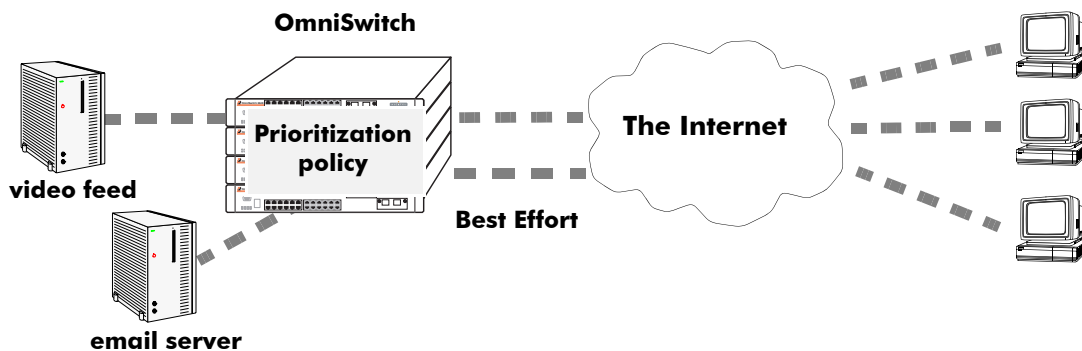 OmniSwitch
Prioritization
policy
The Internet
video feed
Best Effort
email server